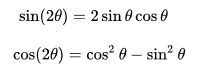 sin(2θ) = 2 sin θ cos θ
cos(2θ) = cos² θ − sin² θ